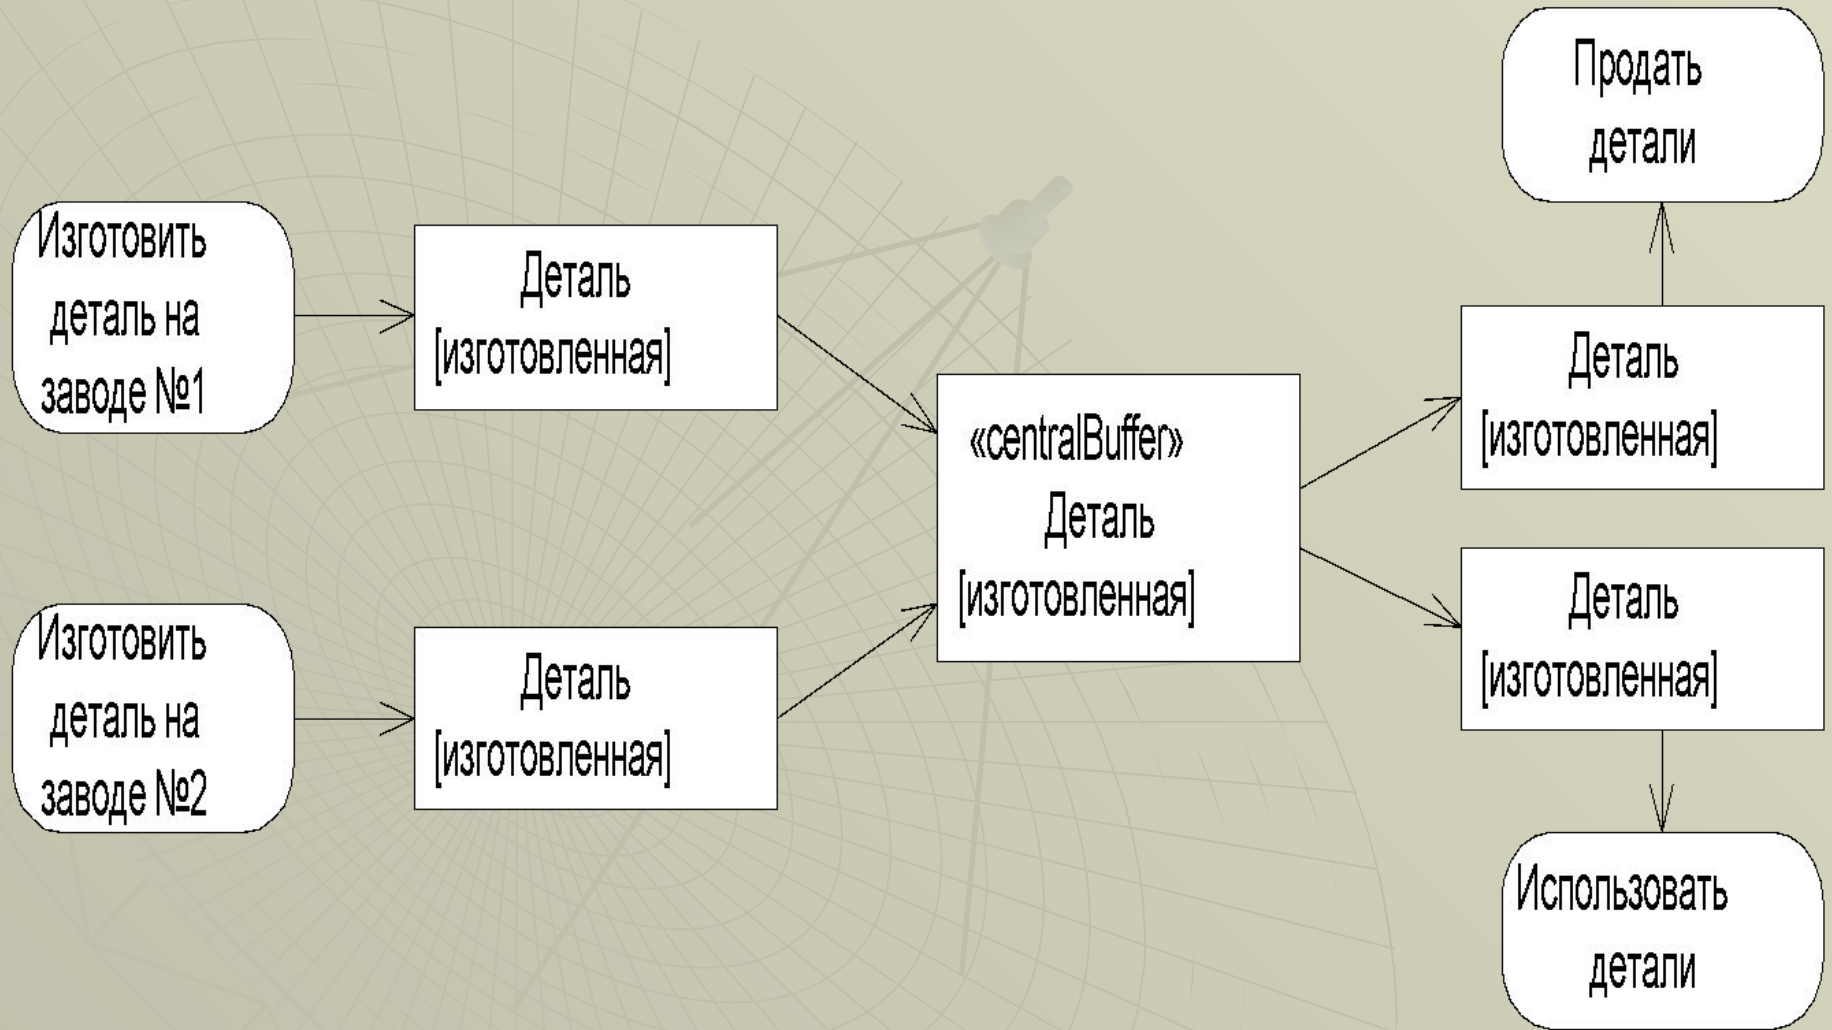 Изготовить
деталь на
заводе №1
Деталь
[изготовленная]
Изготовить
деталь на
заводе №2
Деталь
[изготовленная]
«centralBuffer»
Деталь
[изготовленная]
Продать
детали
Деталь
[изготовленная]
Деталь
[изготовленная]
Использовать
детали